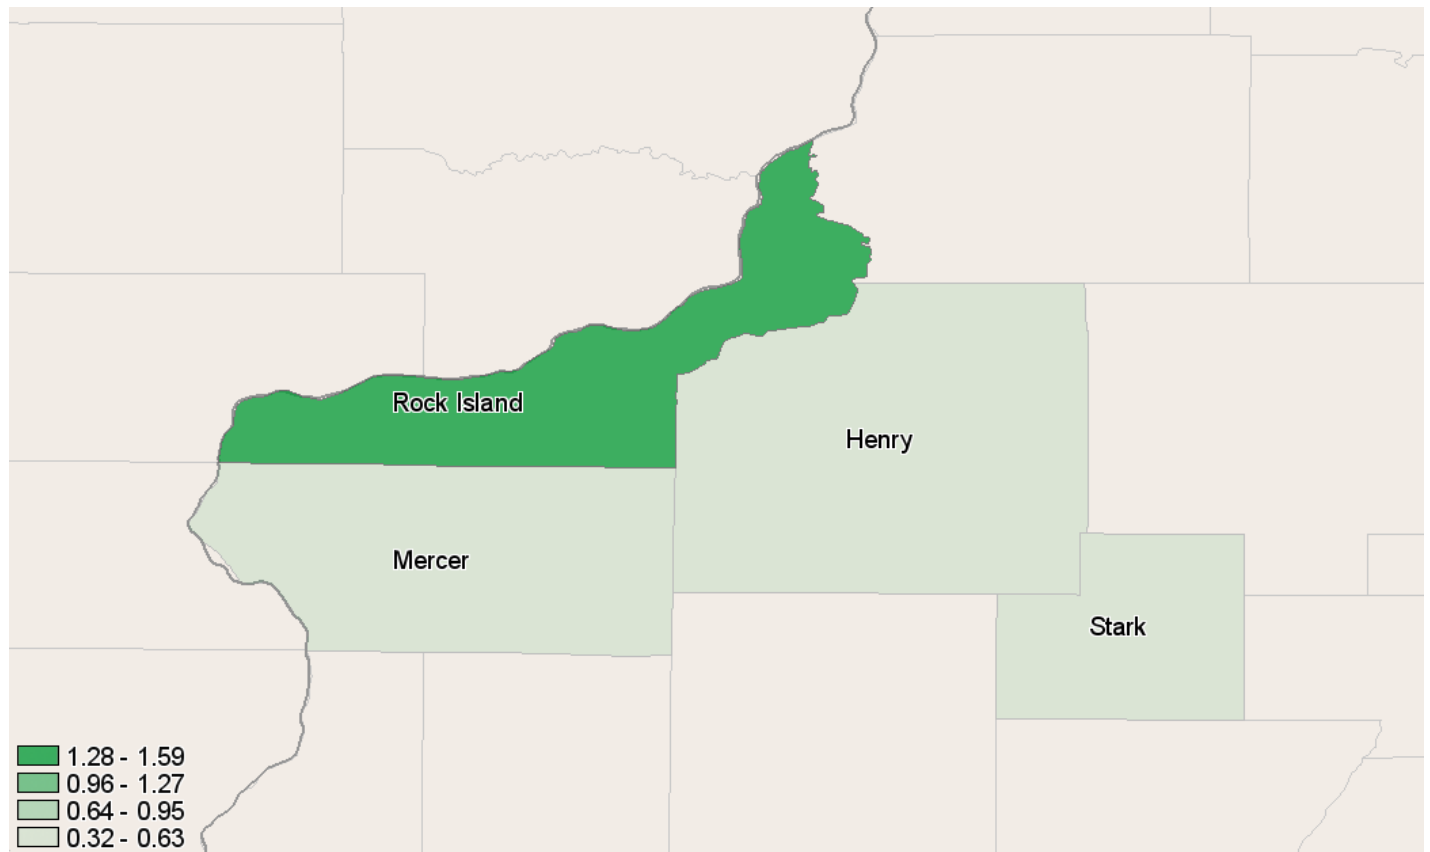 Rock Island
Henry
Mercer
Stark
1.28 - 1.59
0.96 - 1.27
0.64 - 0.95
0.32 - 0.63